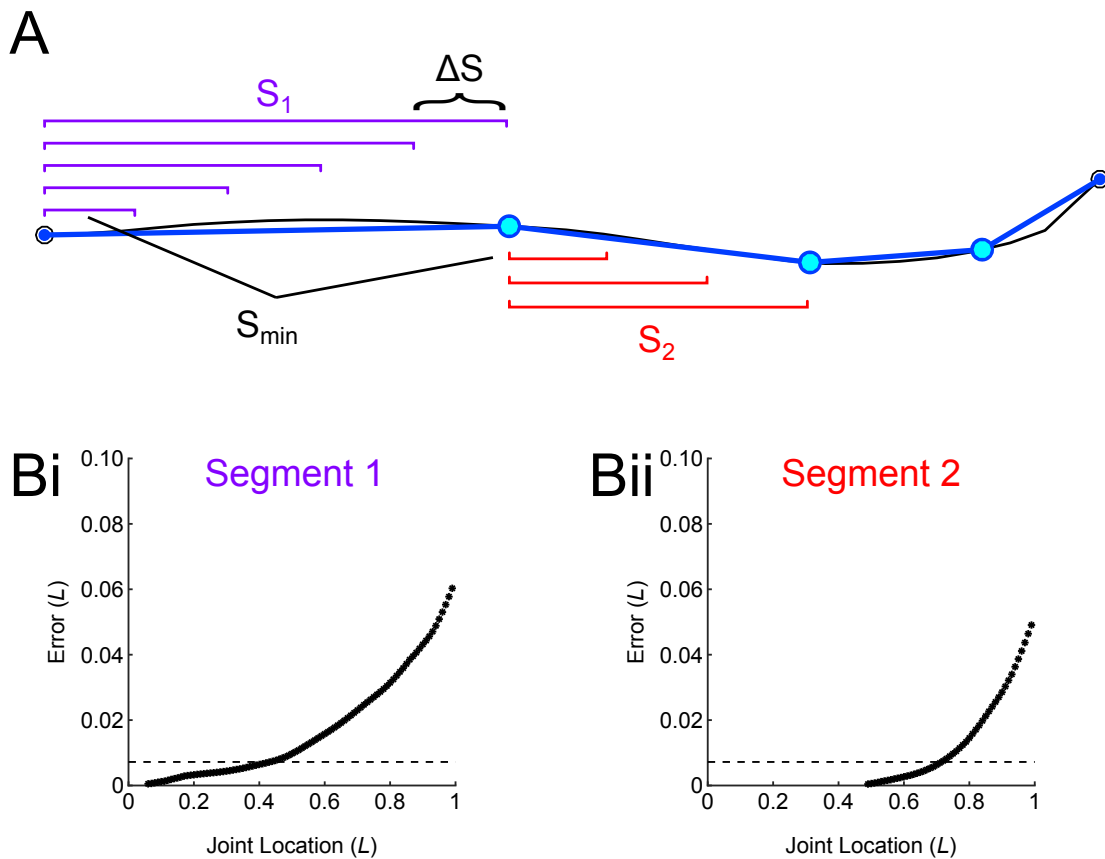 A
ΔS
S1
Smin
S2
Bi
Segment 1
0.10
0.08
0.06
0.04
0.02
0
Error (L)
0
0.2
0.4
0.6
0.8
1
Joint Location (L)
Bii
Segment 2
0.10
0.08
0.06
0.04
0.02
0
Error (L)
0
0.2
0.4
0.6
0.8
1
Joint Location (L)